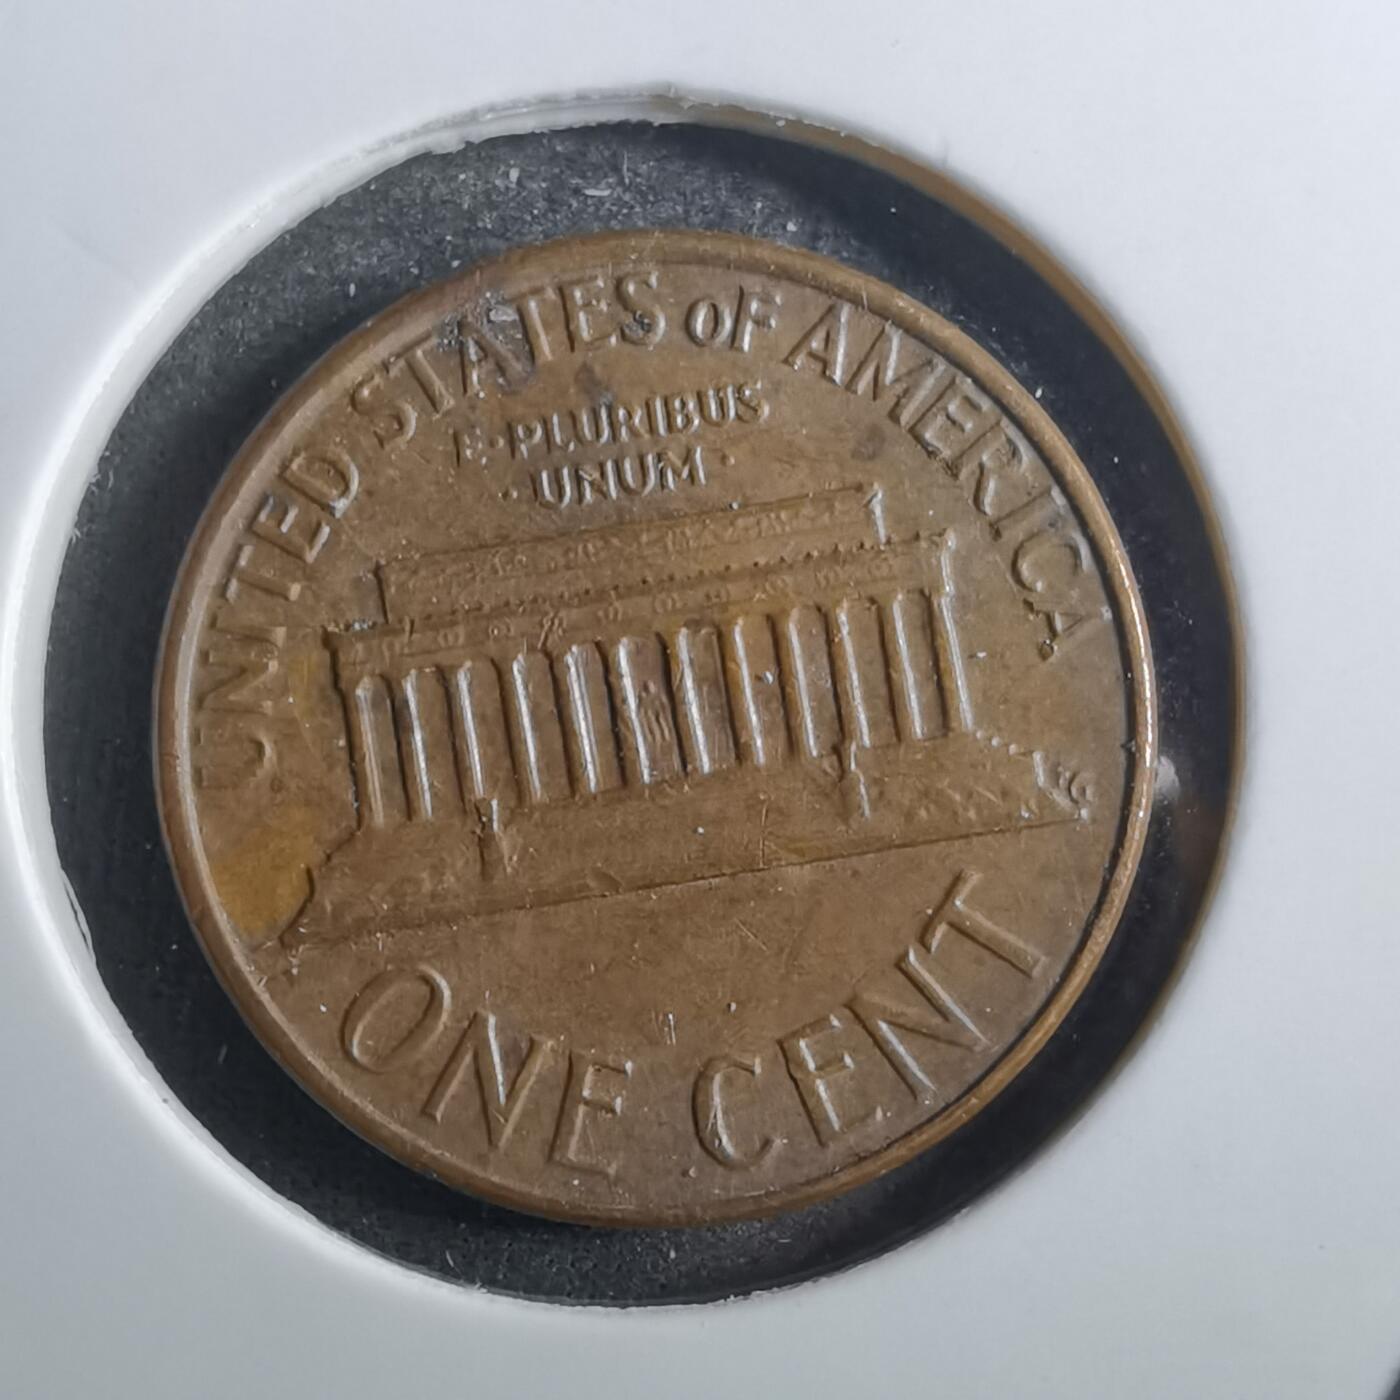 UNITED STATES OF AMERICA
E·PLURIBUS
·UNUM·
ONE CENT